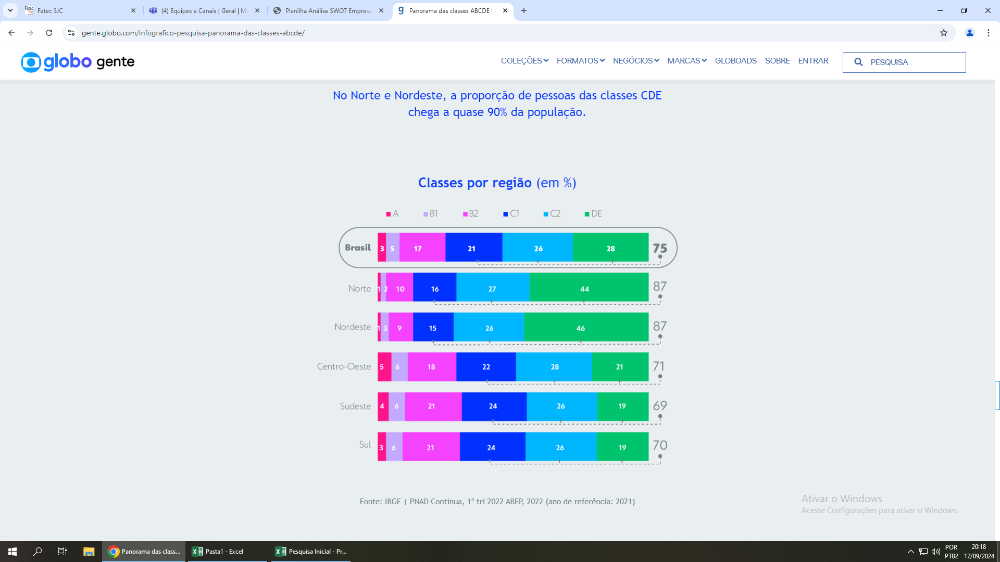 Fatec SJC
(4) Equipes e Canais | Geral | Mi
Planilha Análise SWOT Empresa
Panorama das classes ABCDE |
gente.globo.com/infografico-pesquisa-panorama-das-classes-abcde/
globo gente
COLEÇÕES FORMATOS NEGÓCIOS MARCAS GLOBOADS SOBRE ENTRAR PESQUISA
No Norte e Nordeste, a proporção de pessoas das classes CDE
chega a quase 90% da população.
Classes por região (em %)
A B1 B2 C1 C2 DE
Brasil 3 5 17 21 26 28 75
Norte 1 2 10 16 27 44 87
Nordeste 1 3 9 15 26 46 87
Centro-Oeste 5 6 18 22 28 21 71
Sudeste 4 6 21 24 26 19 69
Sul 3 6 21 24 26 19 70
Fonte: IBGE | PNAD Contínua, 1º tri 2022 ABEP, 2022 (ano de referência: 2021)
Ativar o Windows
Acesse Configurações para ativar o Windows.
Panorama das class...
Pasta1 - Excel
Pesquisa Inicial - Pr...
POR
PTB2
20:18
17/09/2024